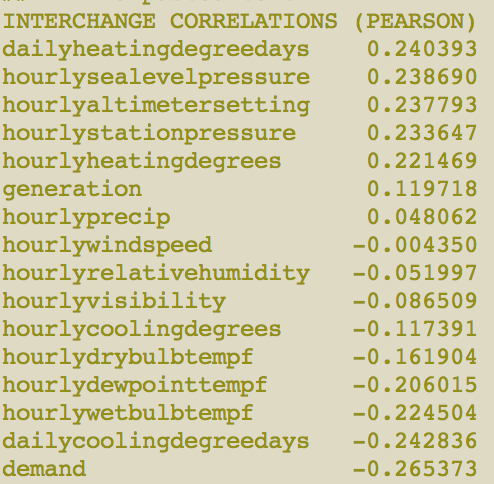 INTERCHANGE CORRELATIONS (PEARSON)
dailyheatingdegreedays 0.240393
hourlysealevelpressure 0.238690
hourlyaltimetersetting 0.237793
hourlystationpressure 0.233647
hourlyheatingdegrees 0.221469
generation 0.119718
hourlyprecip 0.048062
hourlywindspeed -0.004350
hourlyrelativehumidity -0.051997
hourlyvisibility -0.086509
hourlycoolingdegrees -0.117391
hourlydrybulbtempf -0.161904
hourlydewpointtempf -0.206015
hourlywetbulbtempf -0.224504
dailycoolingdegreedays -0.242836
demand -0.265373